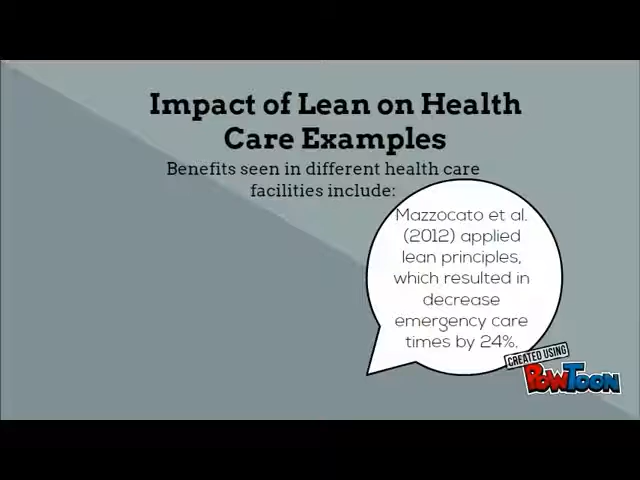 Impact of Lean on Health
Care Examples
Benefits seen in different health care
facilities include:
Mazzocato et al.
(2012) applied
lean principles,
which resulted in
decrease
emergency care
times by 24%.
CREATED USING
POWTOON